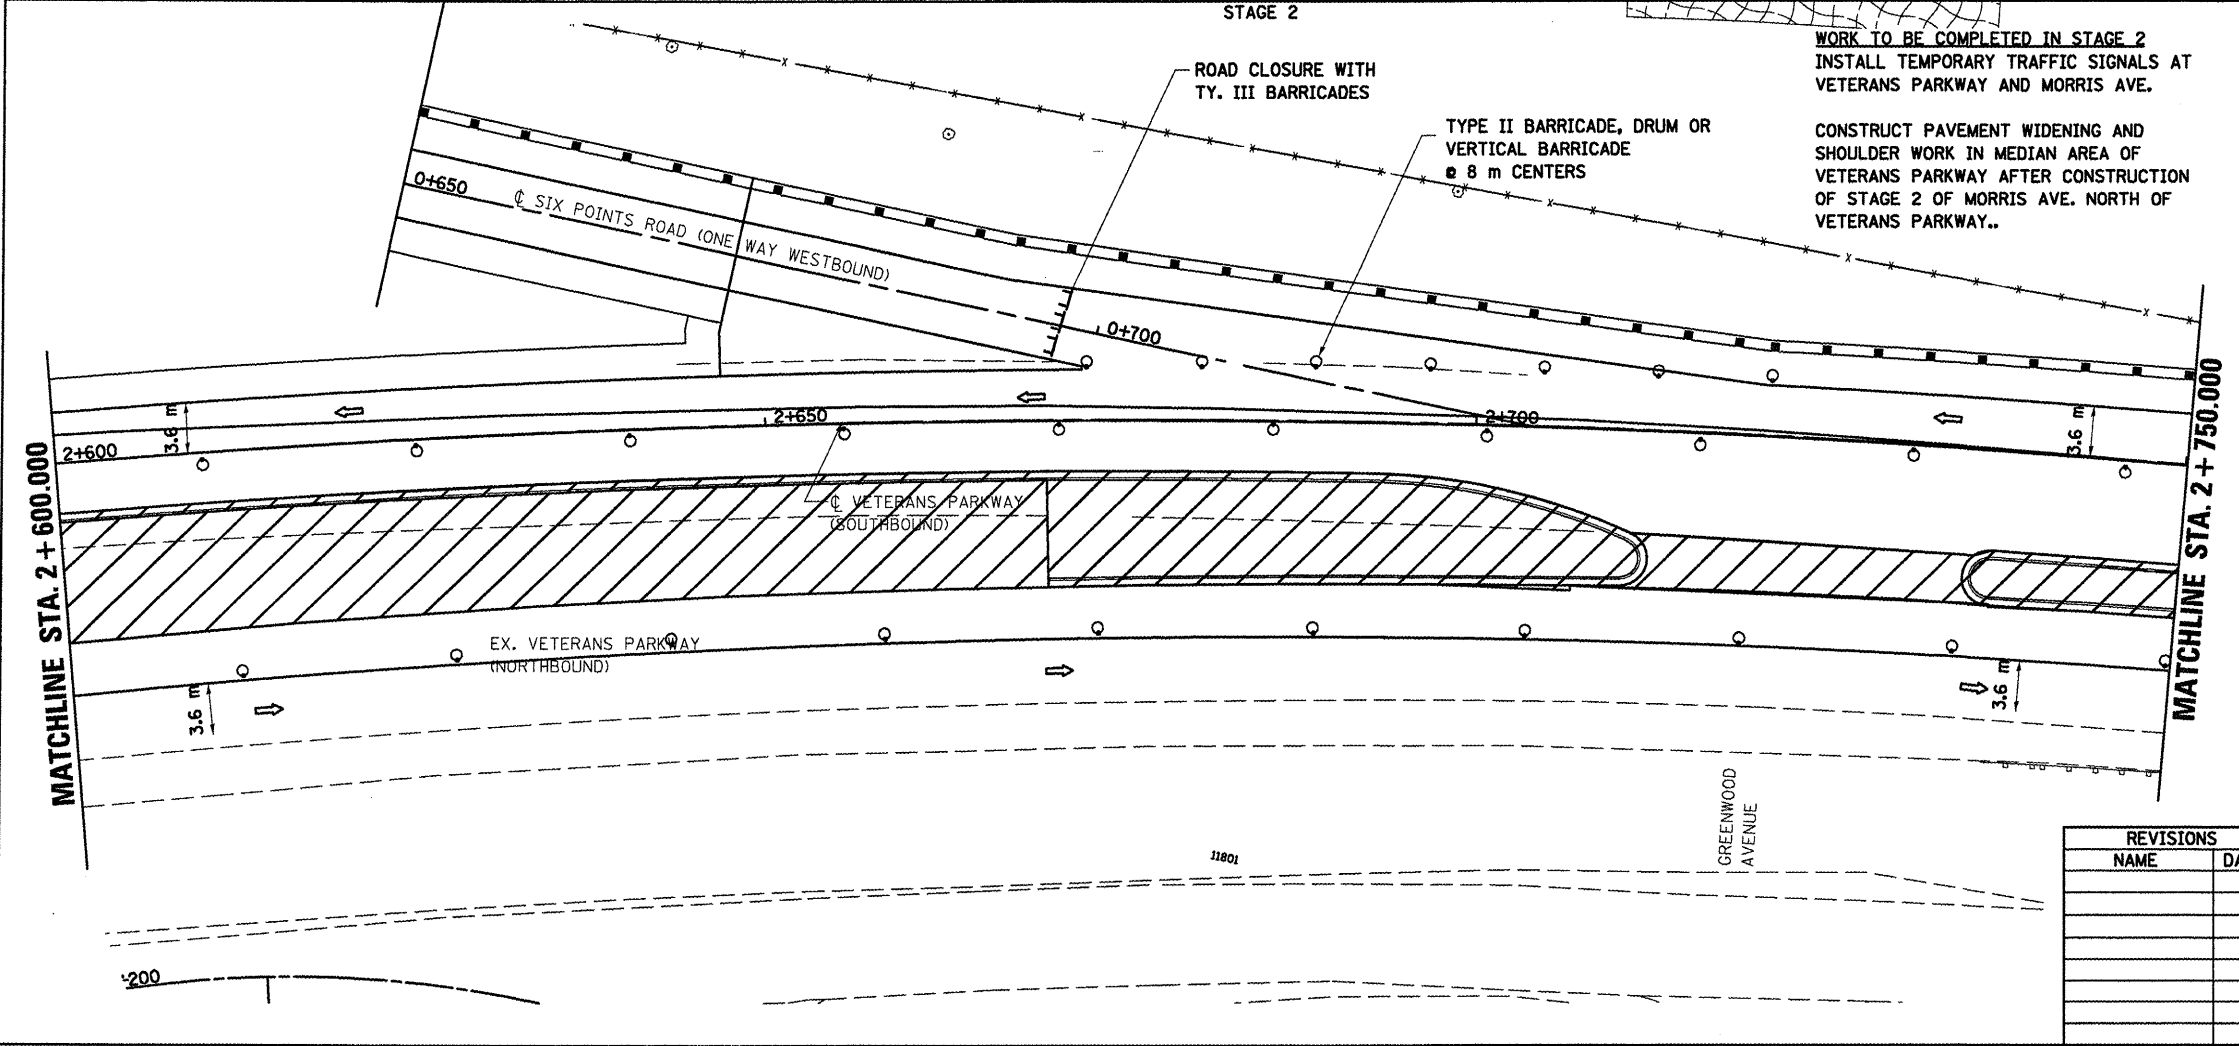 STAGE 2
WORK TO BE COMPLETED IN STAGE 2
INSTALL TEMPORARY TRAFFIC SIGNALS AT
VETERANS PARKWAY AND MORRIS AVE.
CONSTRUCT PAVEMENT WIDENING AND
SHOULDER WORK IN MEDIAN AREA OF
VETERANS PARKWAY AFTER CONSTRUCTION
OF STAGE 2 OF MORRIS AVE. NORTH OF
VETERANS PARKWAY..
ROAD CLOSURE WITH
TY. III BARRICADES
TYPE II BARRICADE, DRUM OR
VERTICAL BARRICADE
@ 8 m CENTERS
0+650
℄ SIX POINTS ROAD (ONE WAY WESTBOUND)
0+700
3.6 m
2+600
2+650
2+700
3.6 m
MATCHLINE STA. 2+600.000
MATCHLINE STA. 2+750.000
℄ VETERANS PARKWAY
(SOUTHBOUND)
EX. VETERANS PARKWAY
(NORTHBOUND)
3.6 m
3.6 m
GREENWOOD
AVENUE
11801
-200
REVISIONS
NAME
DA